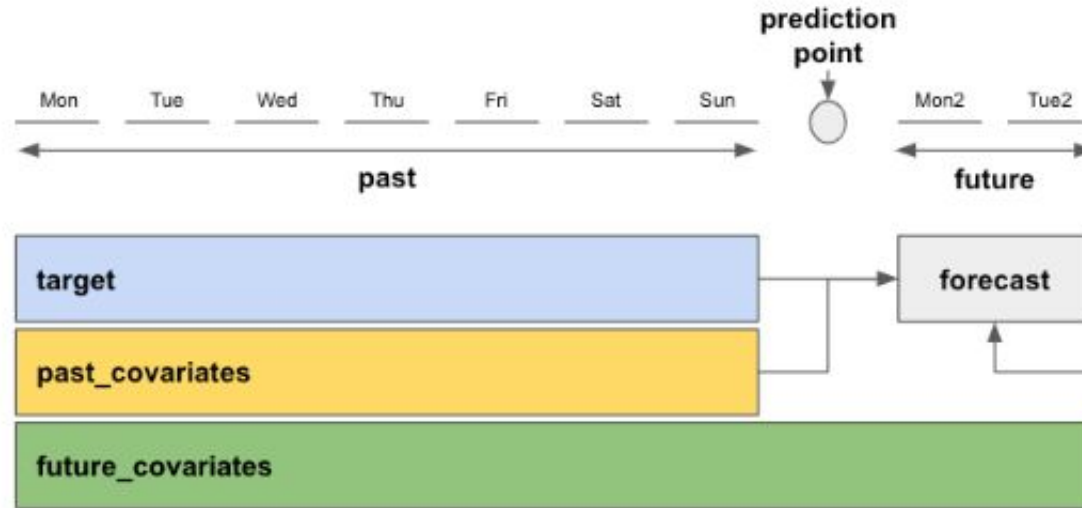 prediction
point
Mon Tue Wed Thu Fri Sat Sun Mon2 Tue2
past future
target forecast
past_covariates
future_covariates